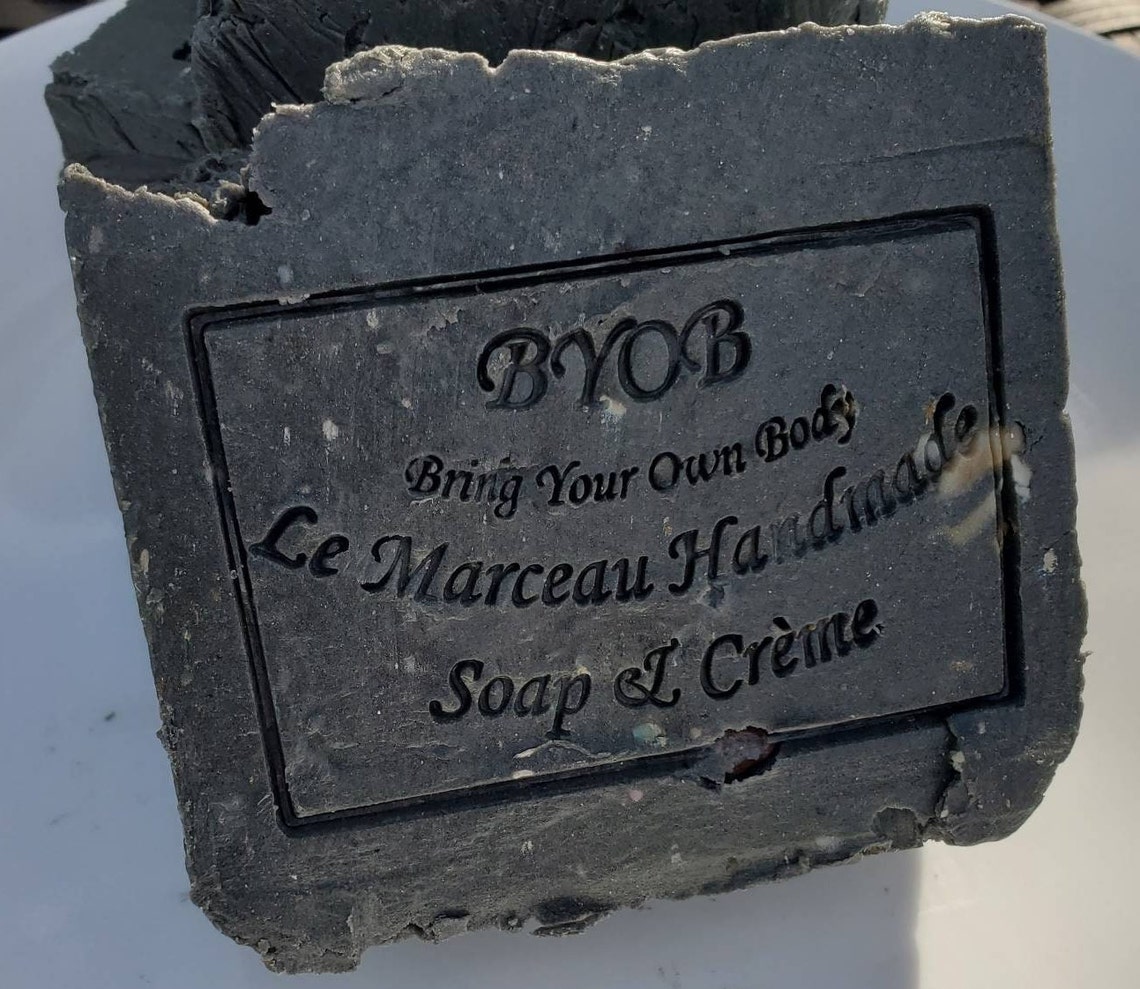 BYOB
Bring Your Own Body
Le Marceau Handmade
Soap & Crème